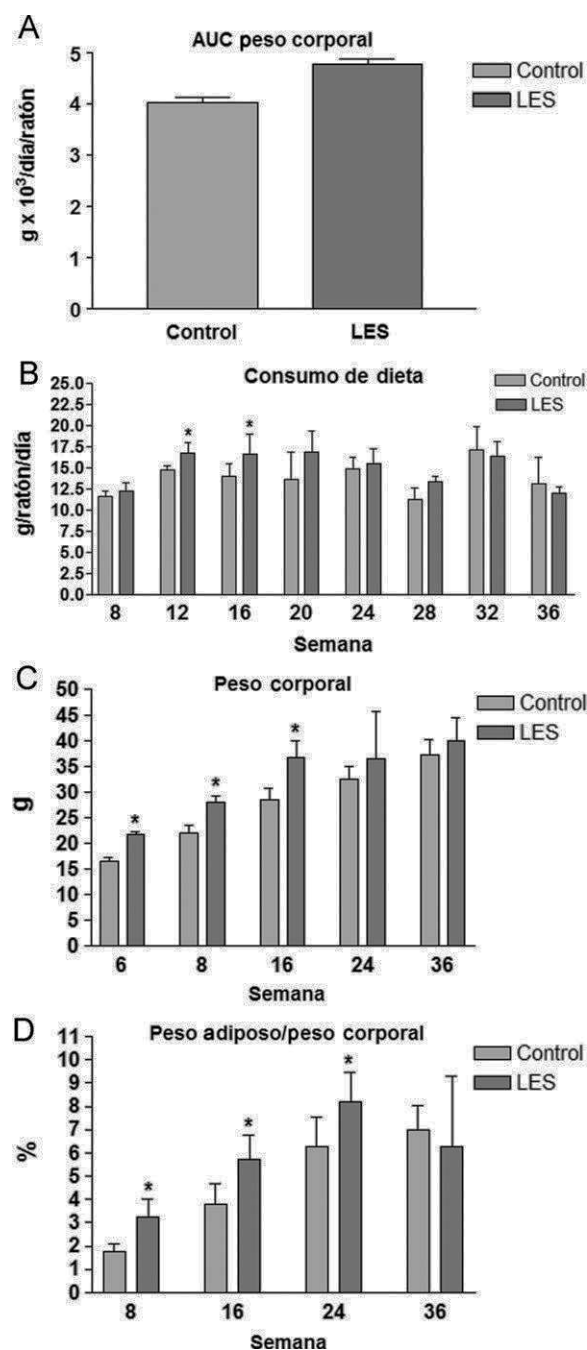 A
AUC peso corporal
g x 10³/día/ratón
5
4
3
2
1
0
Control
LES
Control
LES
B
Consumo de dieta
g/ratón/día
25.0
22.5
20.0
17.5
15.0
12.5
10.0
7.5
5.0
2.5
0.0
* *
8 12 16 20 24 28 32 36
Semana
Control
LES
C
Peso corporal
g
50
45
40
35
30
25
20
15
10
5
0
* * *
6 8 16 24 36
Semana
Control
LES
D
Peso adiposo/peso corporal
%
11
10
9
8
7
6
5
4
3
2
1
0
* * *
8 16 24 36
Semana
Control
LES